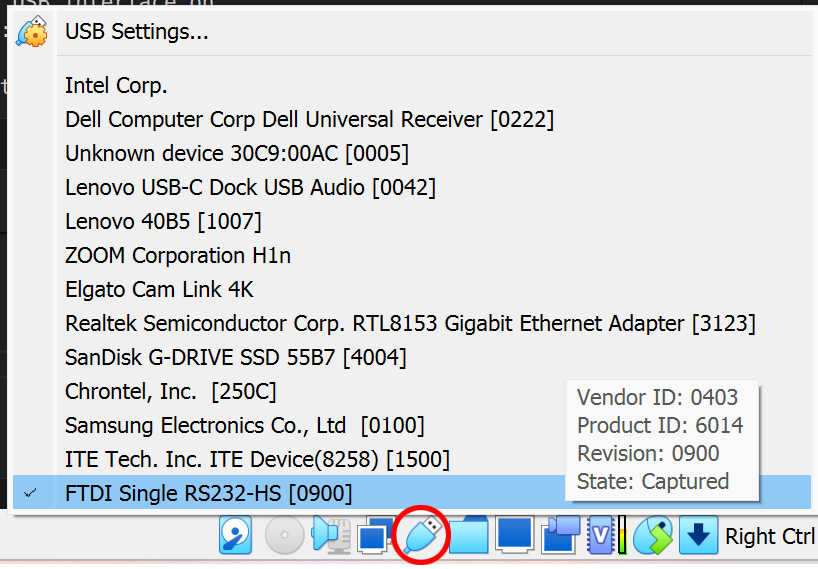 USB interface on
:
USB Settings...
t
Intel Corp.
Dell Computer Corp Dell Universal Receiver [0222]
Unknown device 30C9:00AC [0005]
Lenovo USB-C Dock USB Audio [0042]
Lenovo 40B5 [1007]
ZOOM Corporation H1n
Elgato Cam Link 4K
Realtek Semiconductor Corp. RTL8153 Gigabit Ethernet Adapter [3123]
SanDisk G-DRIVE SSD 55B7 [4004]
Chrontel, Inc.  [250C]
Samsung Electronics Co., Ltd  [0100]
ITE Tech. Inc. ITE Device(8258) [1500]
FTDI Single RS232-HS [0900]
Vendor ID: 0403
Product ID: 6014
Revision: 0900
State: Captured
V
Right Ctrl